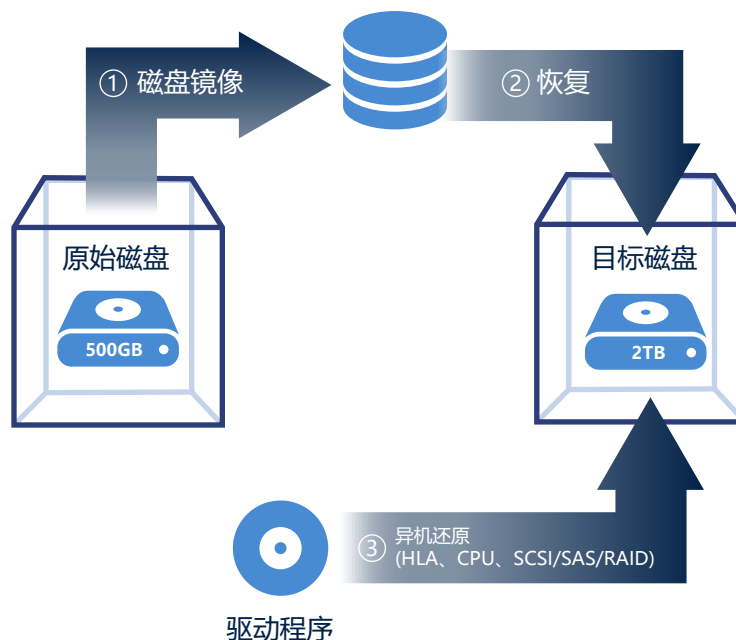 ① 磁盘镜像
② 恢复
原始磁盘
500GB
目标磁盘
2TB
③ 异机还原
(HLA、CPU、SCSI/SAS/RAID)
驱动程序